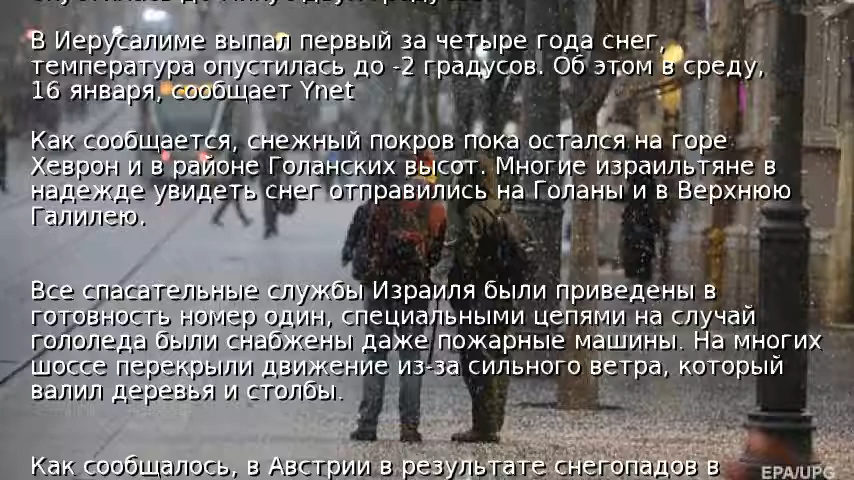 В Иерусалиме выпал первый за четыре года снег,
температура опустилась до -2 градусов. Об этом в среду,
16 января, сообщает Ynet
Как сообщается, снежный покров пока остался на горе
Хеврон и в районе Голанских высот. Многие израильтяне в
надежде увидеть снег отправились на Голаны и в Верхнюю
Галилею.
Все спасательные службы Израиля были приведены в
готовность номер один, специальными цепями на случай
гололеда были снабжены даже пожарные машины. На многих
шоссе перекрыли движение из-за сильного ветра, который
валил деревья и столбы.
Как сообщалось, в Австрии в результате снегопадов в
EPA/UPG